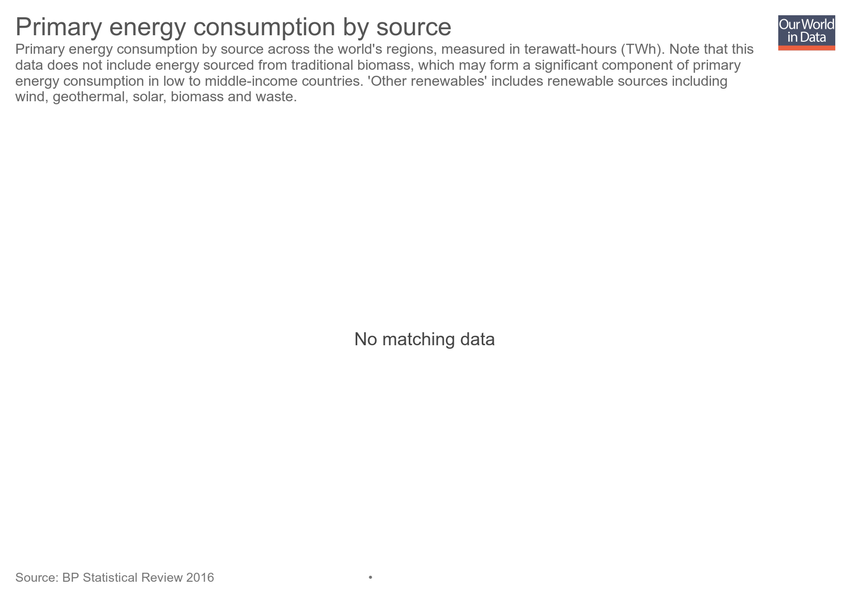 Primary energy consumption by source
Our World
in Data
Primary energy consumption by source across the world's regions, measured in terawatt-hours (TWh). Note that this
data does not include energy sourced from traditional biomass, which may form a significant component of primary
energy consumption in low to middle-income countries. 'Other renewables' includes renewable sources including
wind, geothermal, solar, biomass and waste.
No matching data
Source: BP Statistical Review 2016
•